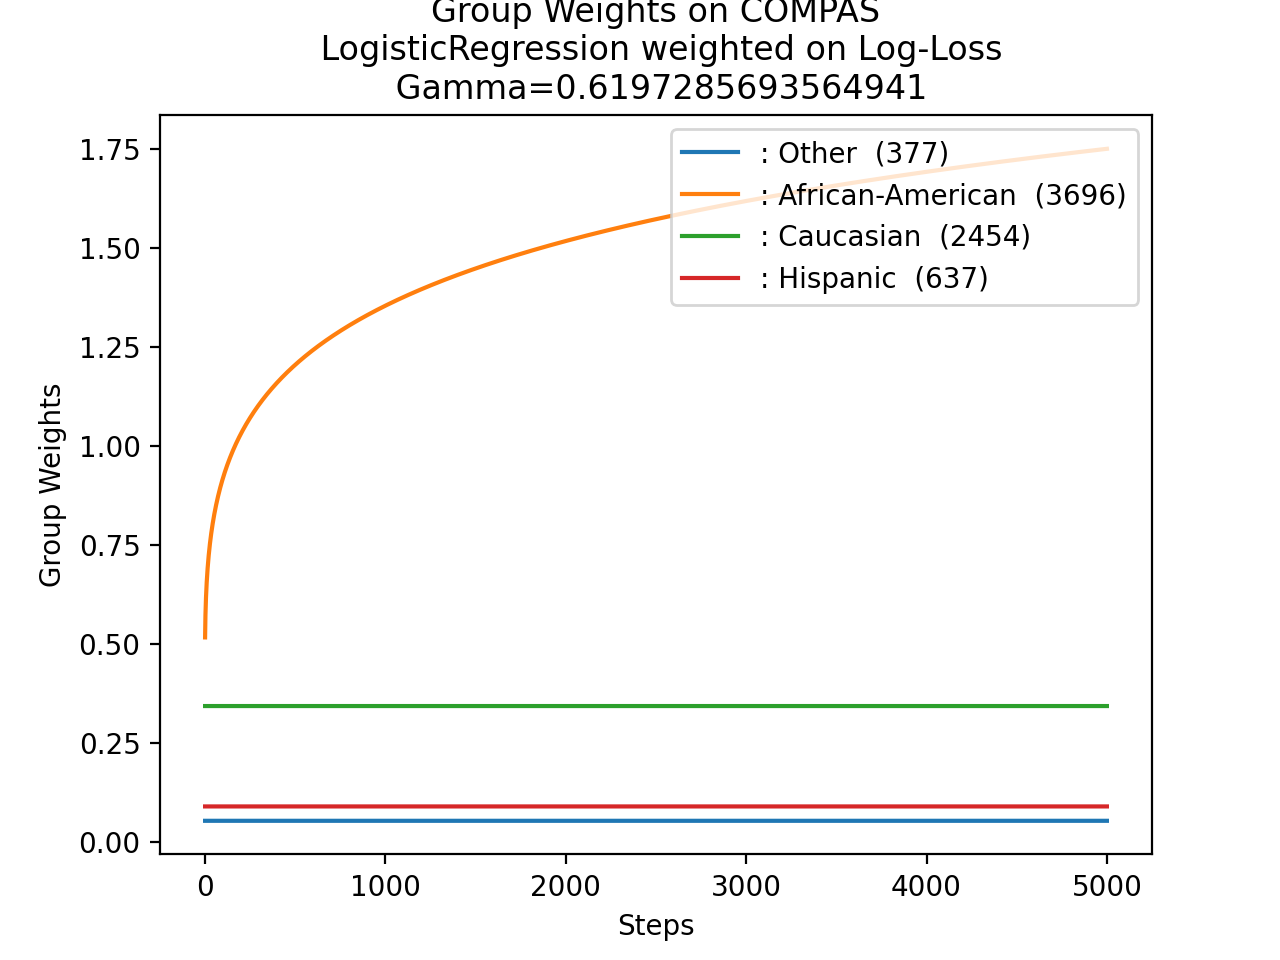 Group Weights on COMPAS
LogisticRegression weighted on Log-Loss
Gamma=0.6197285693564941
1.75
1.50
1.25
1.00
0.75
0.50
0.25
0.00
Group Weights
: Other (377)
: African-American (3696)
: Caucasian (2454)
: Hispanic (637)
0 1000 2000 3000 4000 5000
Steps